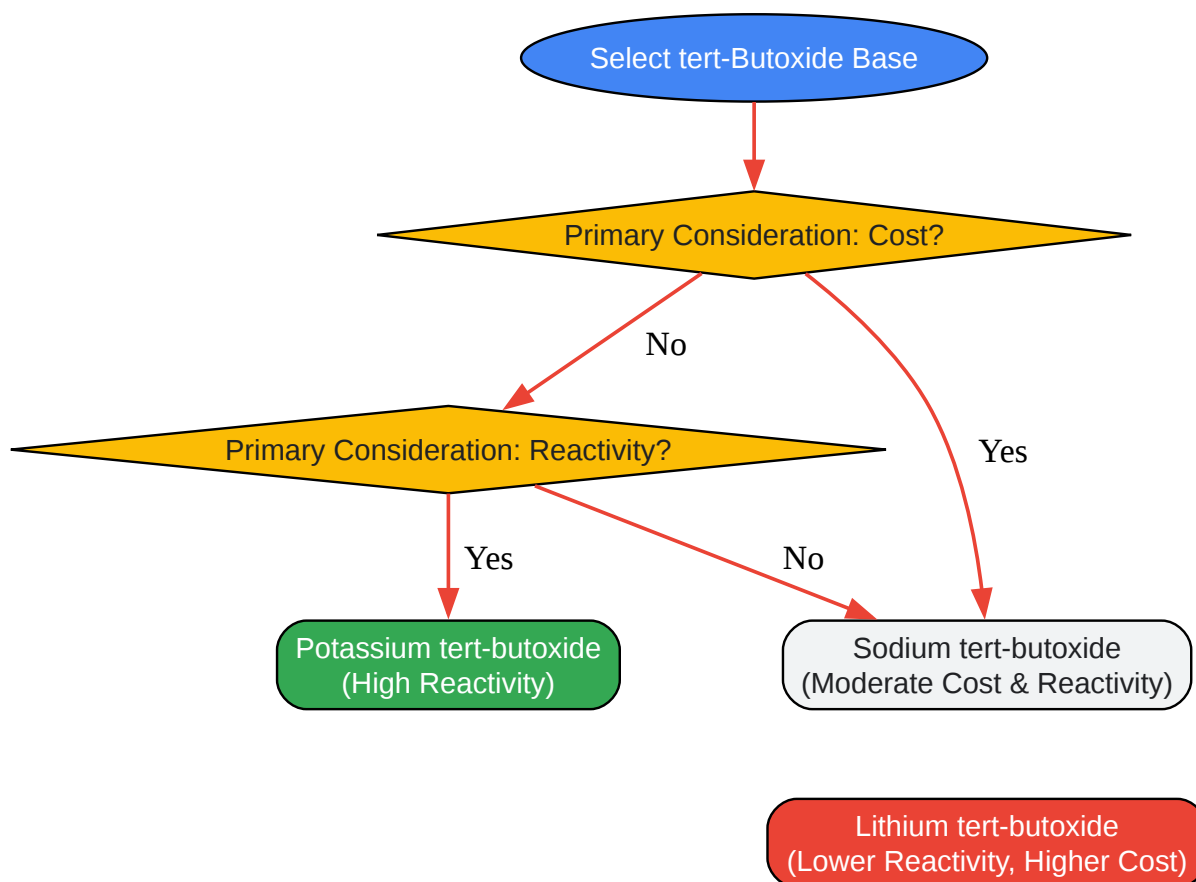 Select tert-Butoxide Base
Primary Consideration: Cost?
No
Primary Consideration: Reactivity?
Yes
Yes
No
Potassium tert-butoxide
(High Reactivity)
Sodium tert-butoxide
(Moderate Cost & Reactivity)
Lithium tert-butoxide
(Lower Reactivity, Higher Cost)